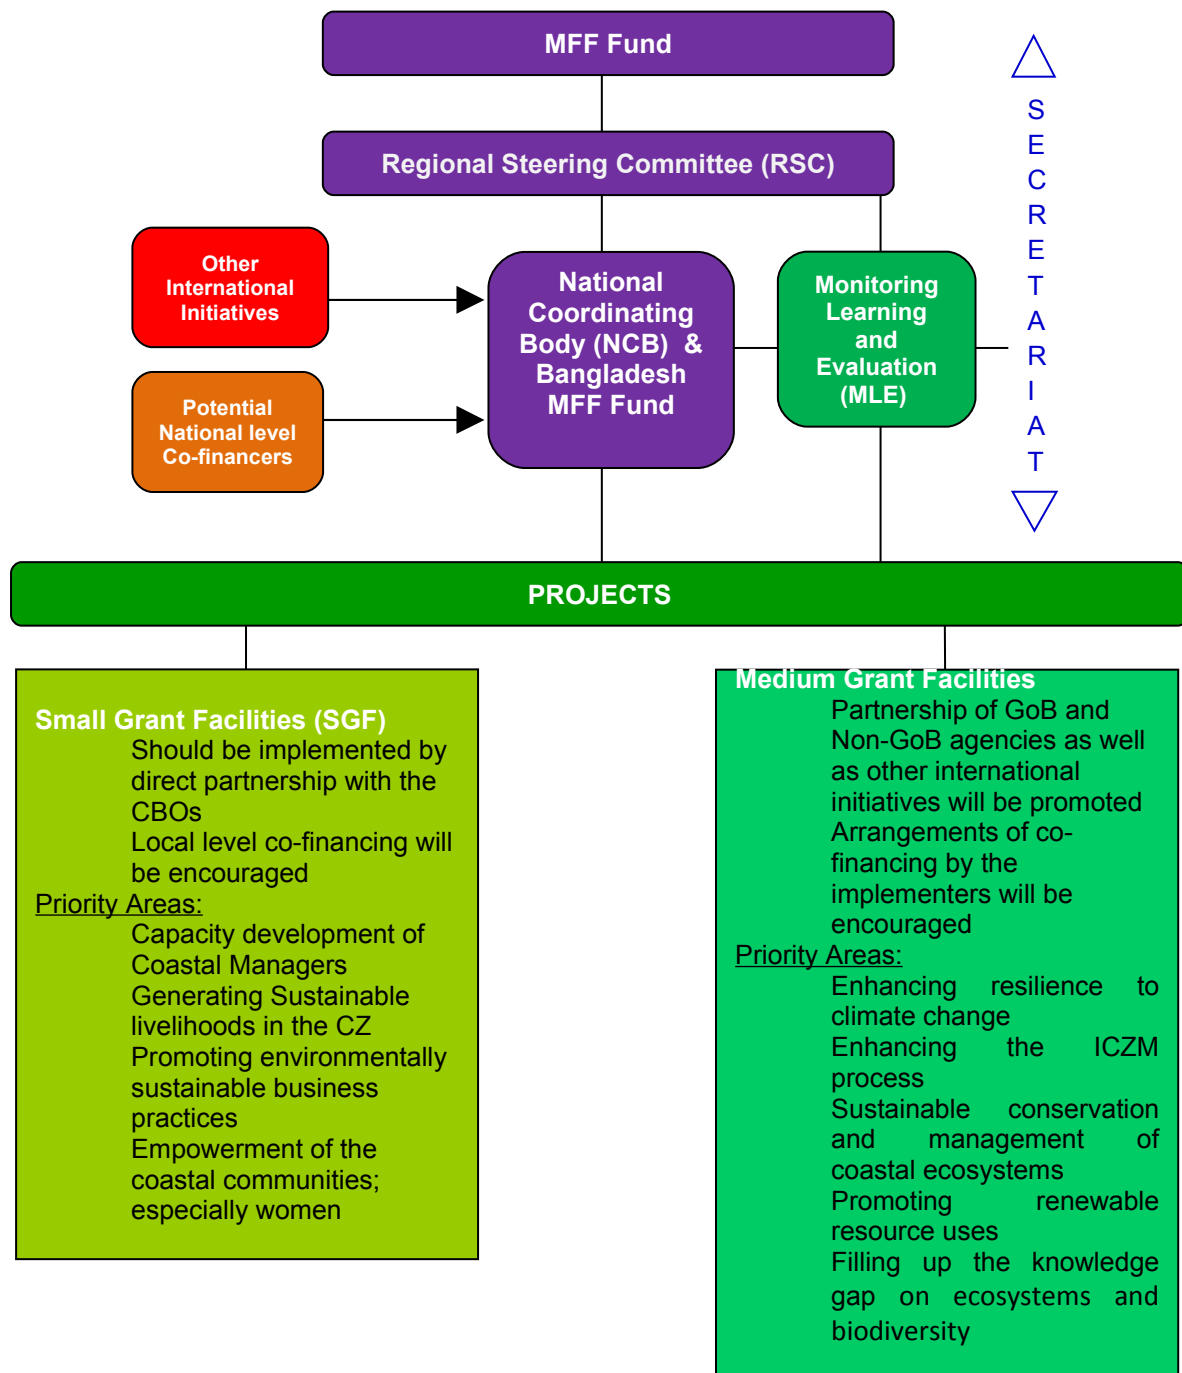 MFF Fund
Regional Steering Committee (RSC)
Other
International
Initiatives
Potential
National level
Co-financers
National
Coordinating
Body (NCB) &
Bangladesh
MFF Fund
Monitoring
Learning
and
Evaluation
(MLE)
S
E
C
R
E
T
A
R
I
A
T
PROJECTS
Small Grant Facilities (SGF)
Should be implemented by
direct partnership with the
CBOs
Local level co-financing will
be encouraged
Priority Areas:
Capacity development of
Coastal Managers
Generating Sustainable
livelihoods in the CZ
Promoting environmentally
sustainable business
practices
Empowerment of the
coastal communities;
especially women
Medium Grant Facilities
Partnership of GoB and
Non-GoB agencies as well
as other international
initiatives will be promoted
Arrangements of co-
financing by the
implementers will be
encouraged
Priority Areas:
Enhancing resilience to
climate change
Enhancing the ICZM
process
Sustainable conservation
and management of
coastal ecosystems
Promoting renewable
resource uses
Filling up the knowledge
gap on ecosystems and
biodiversity